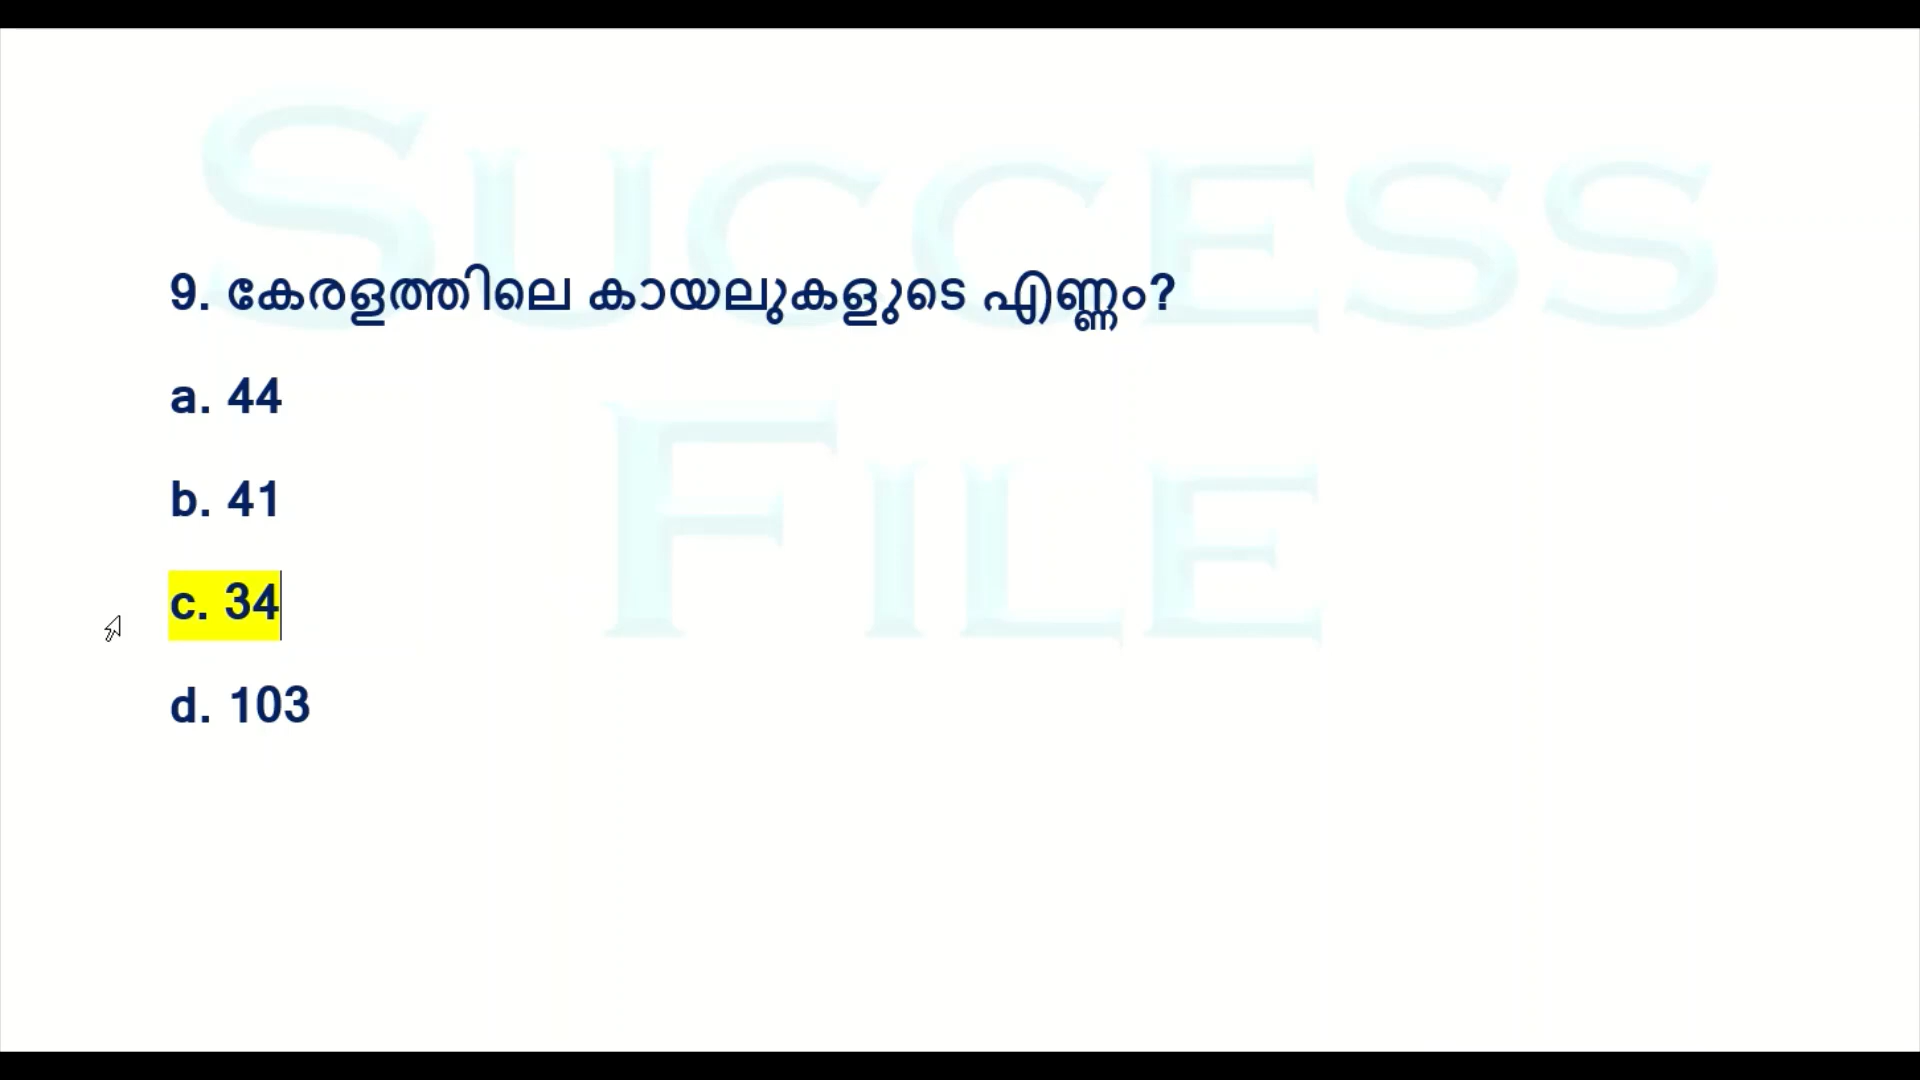 SUCCESS
FILE
9. കേരളത്തിലെ കായലുകളുടെ എണ്ണം?
a. 44
b. 41
c. 34
d. 103